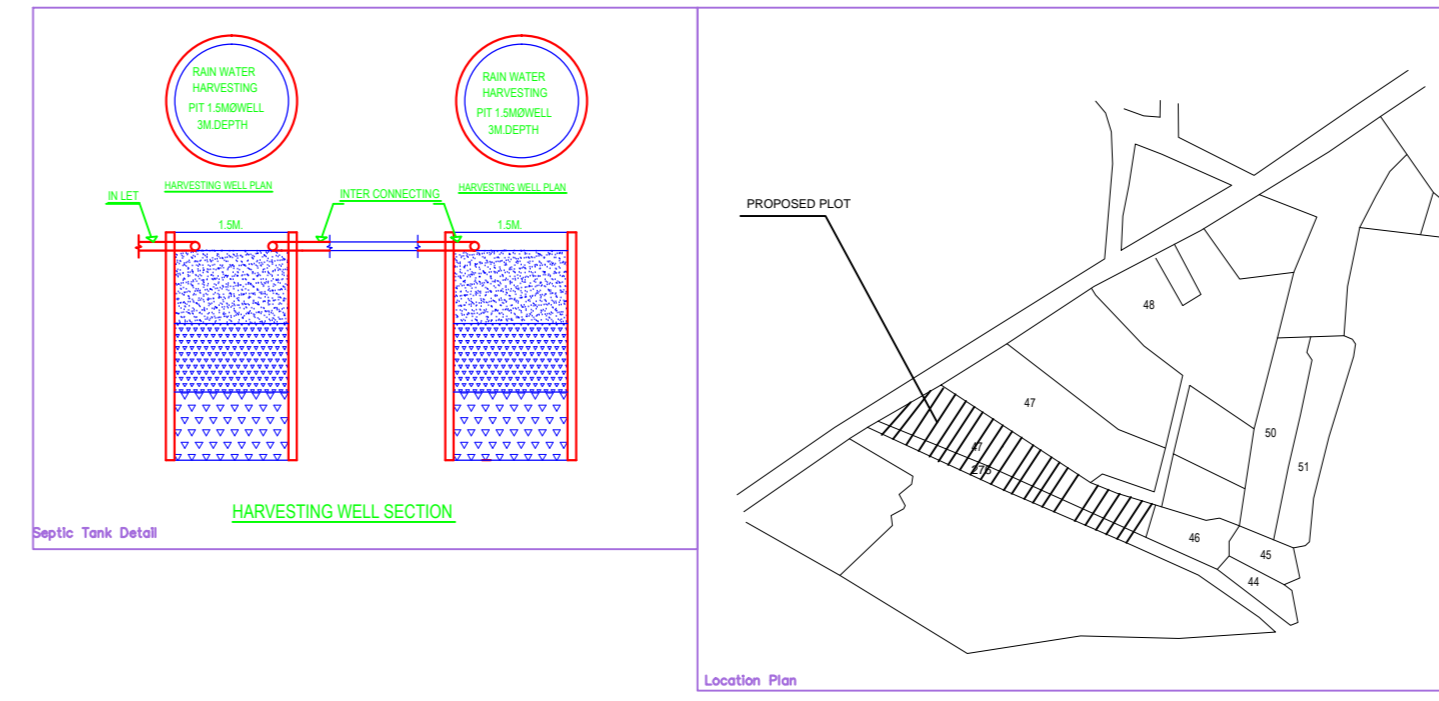 RAIN WATER
HARVESTING
PIT 1.5MØWELL
3M.DEPTH
RAIN WATER
HARVESTING
PIT 1.5MØWELL
3M.DEPTH
HARVESTING WELL PLAN
HARVESTING WELL PLAN
IN LET
INTER CONNECTING
1.5M.
1.5M.
HARVESTING WELL SECTION
Septic Tank Detail
PROPOSED PLOT
48
47
47
276
50
51
46
45
44
Location Plan